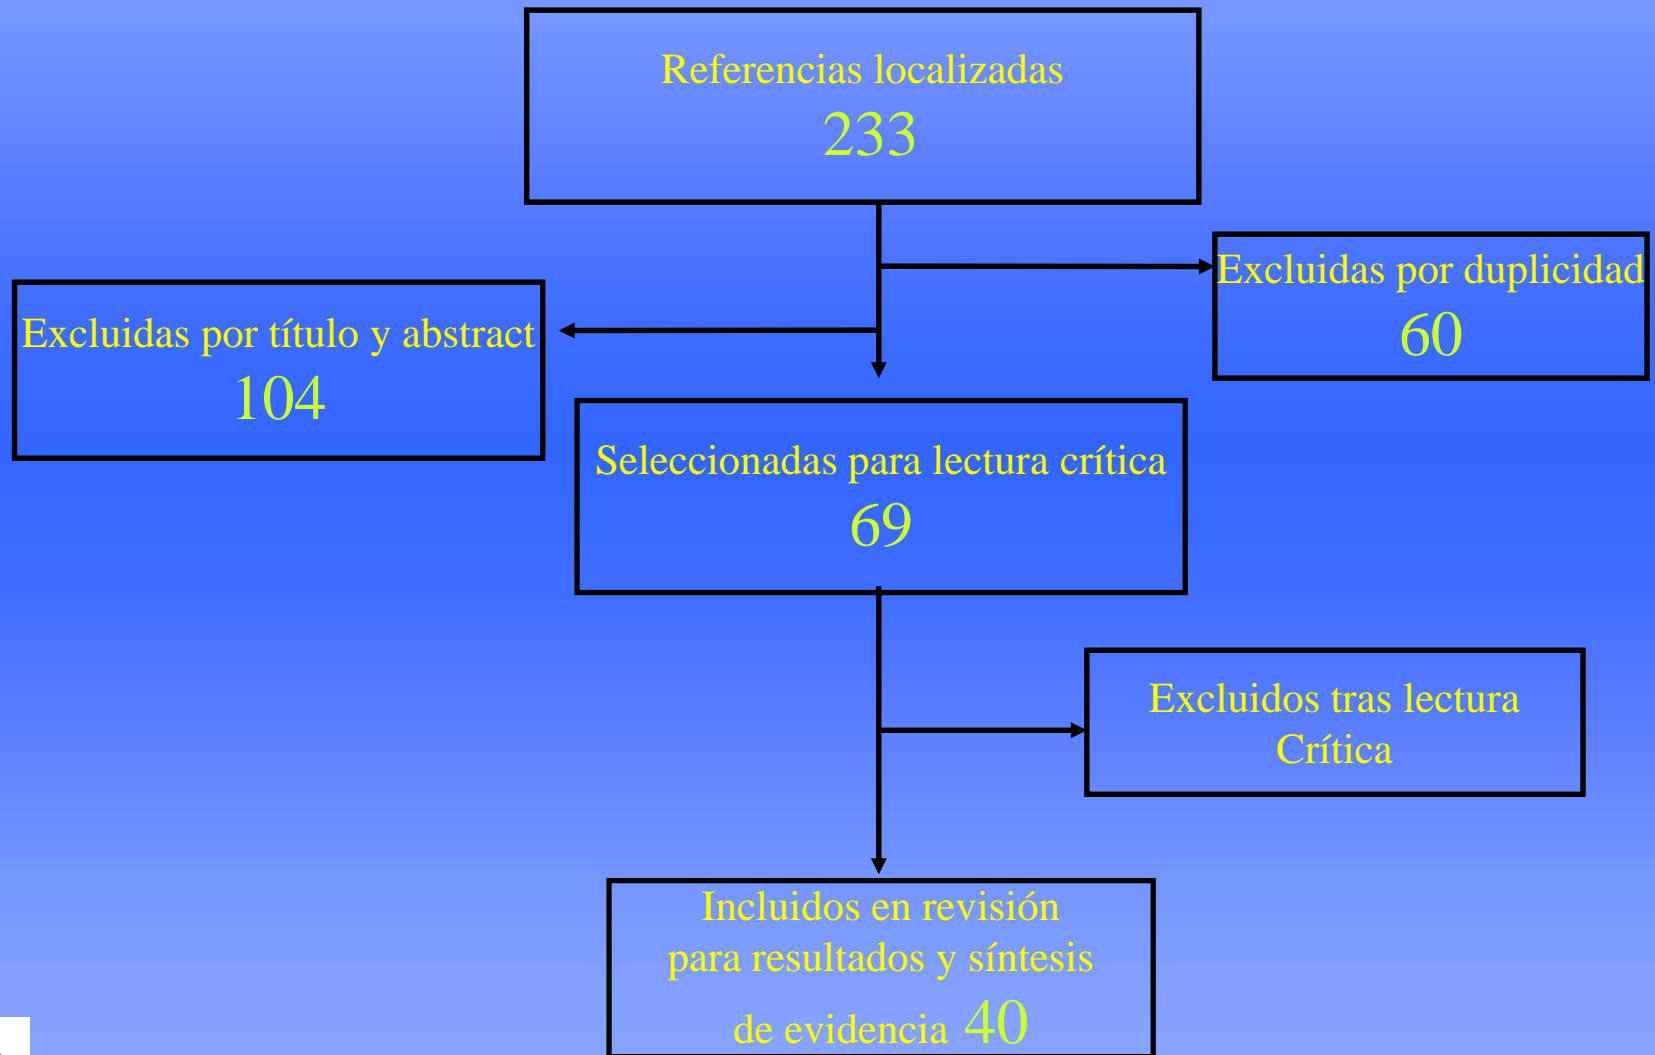 Referencias localizadas
233
Excluidas por duplicidad
60
Excluidas por título y abstract
104
Seleccionadas para lectura crítica
69
Excluidos tras lectura
Crítica
Incluidos en revisión
para resultados y síntesis
de evidencia 40